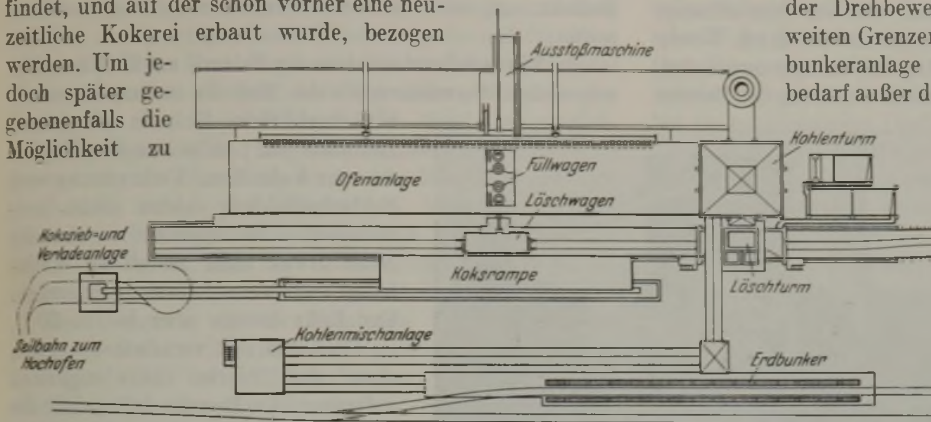 findet, und auf der schon vorher eine neu-
zeitliche Kokerei erbaut wurde, bezogen
werden. Um je-
doch später ge-
gebenenfalls die
Möglichkeit zu
der Drehbewe
weiten Grenzen
bunkeranlage
bedarf außer d
Ausstoßmaschine
Kohlenturm
Füllwagen
Ofenanlage
Löschwagen
Kokssieb=und
Verladeanlage
Koksrampe
Löschturm
Seilbahn zum
Hochofen
Kohlenmischanlage
Erdbunker